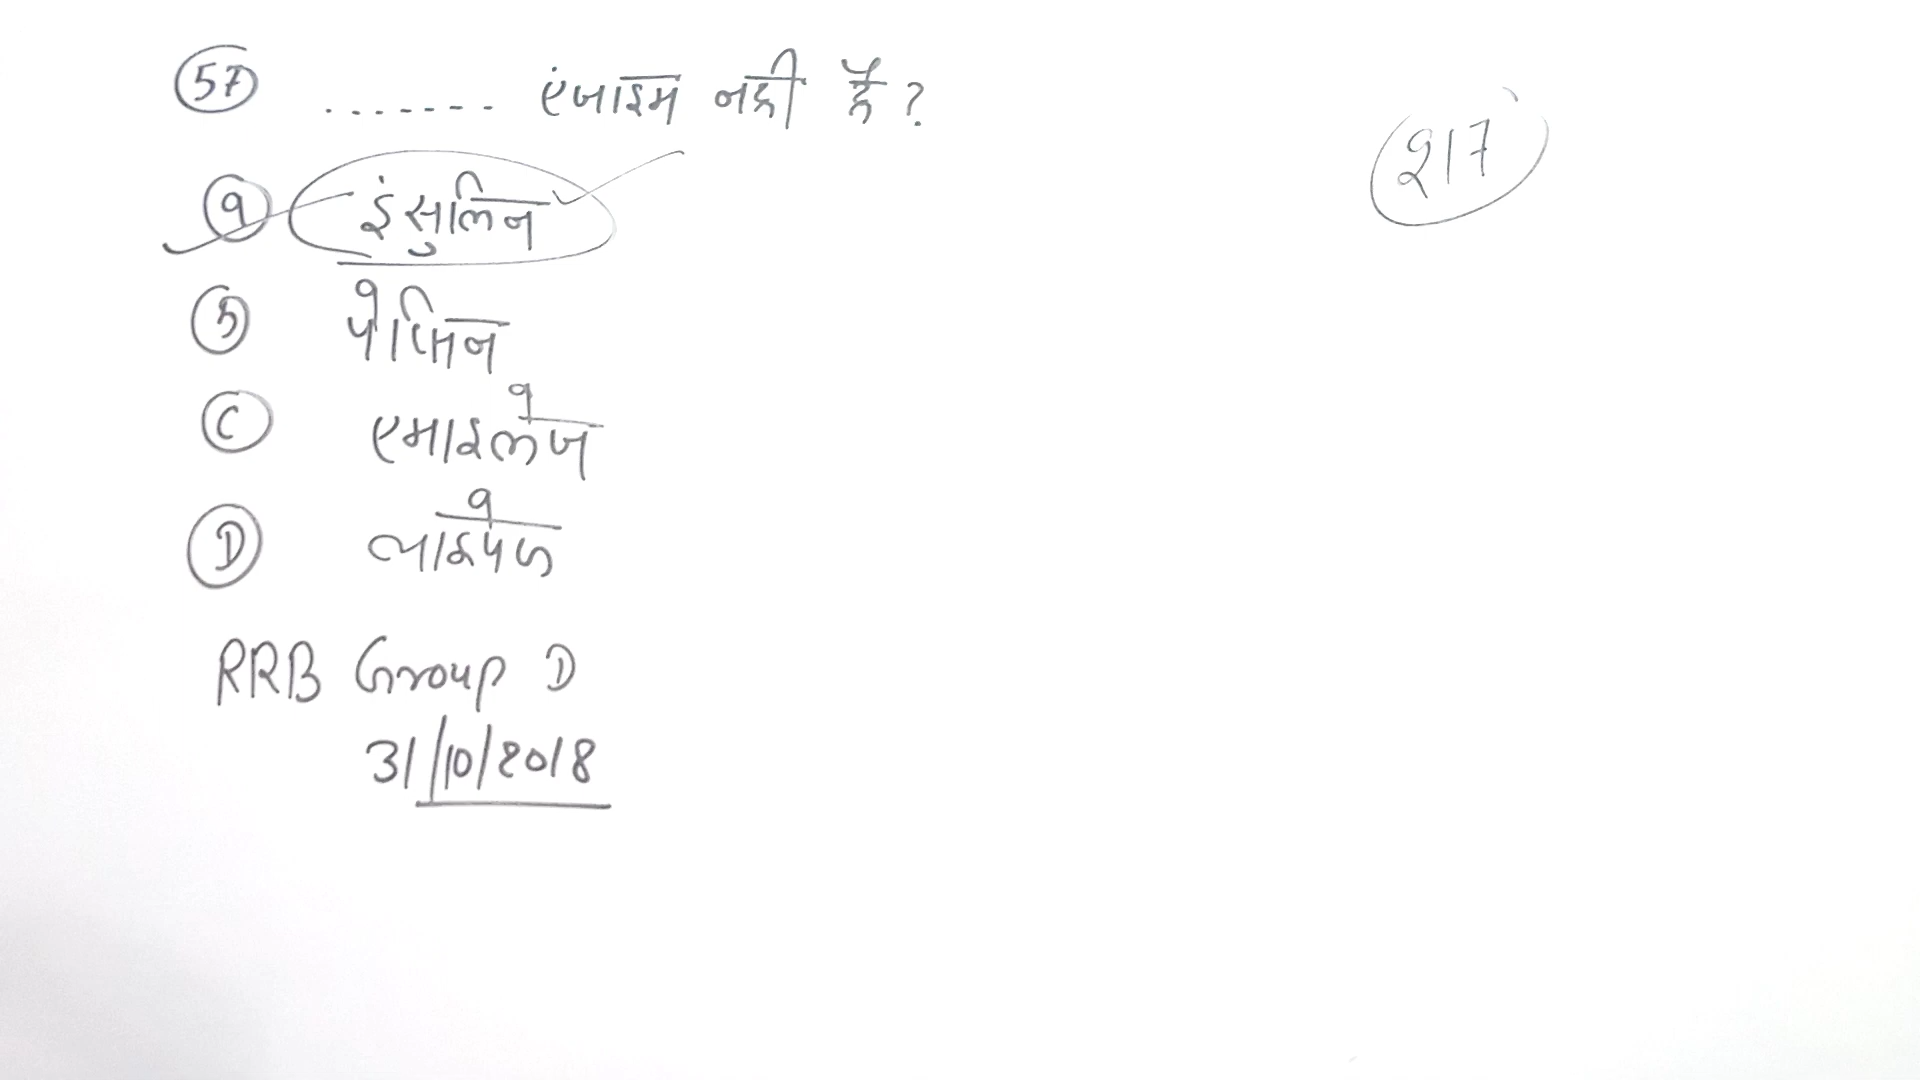 57 ....... एंजाइम नहीं है ?
217
a इंसुलिन
b पेप्सिन
C एमाइलेज
D लाइपेज
RRB Group D
31/10/2018